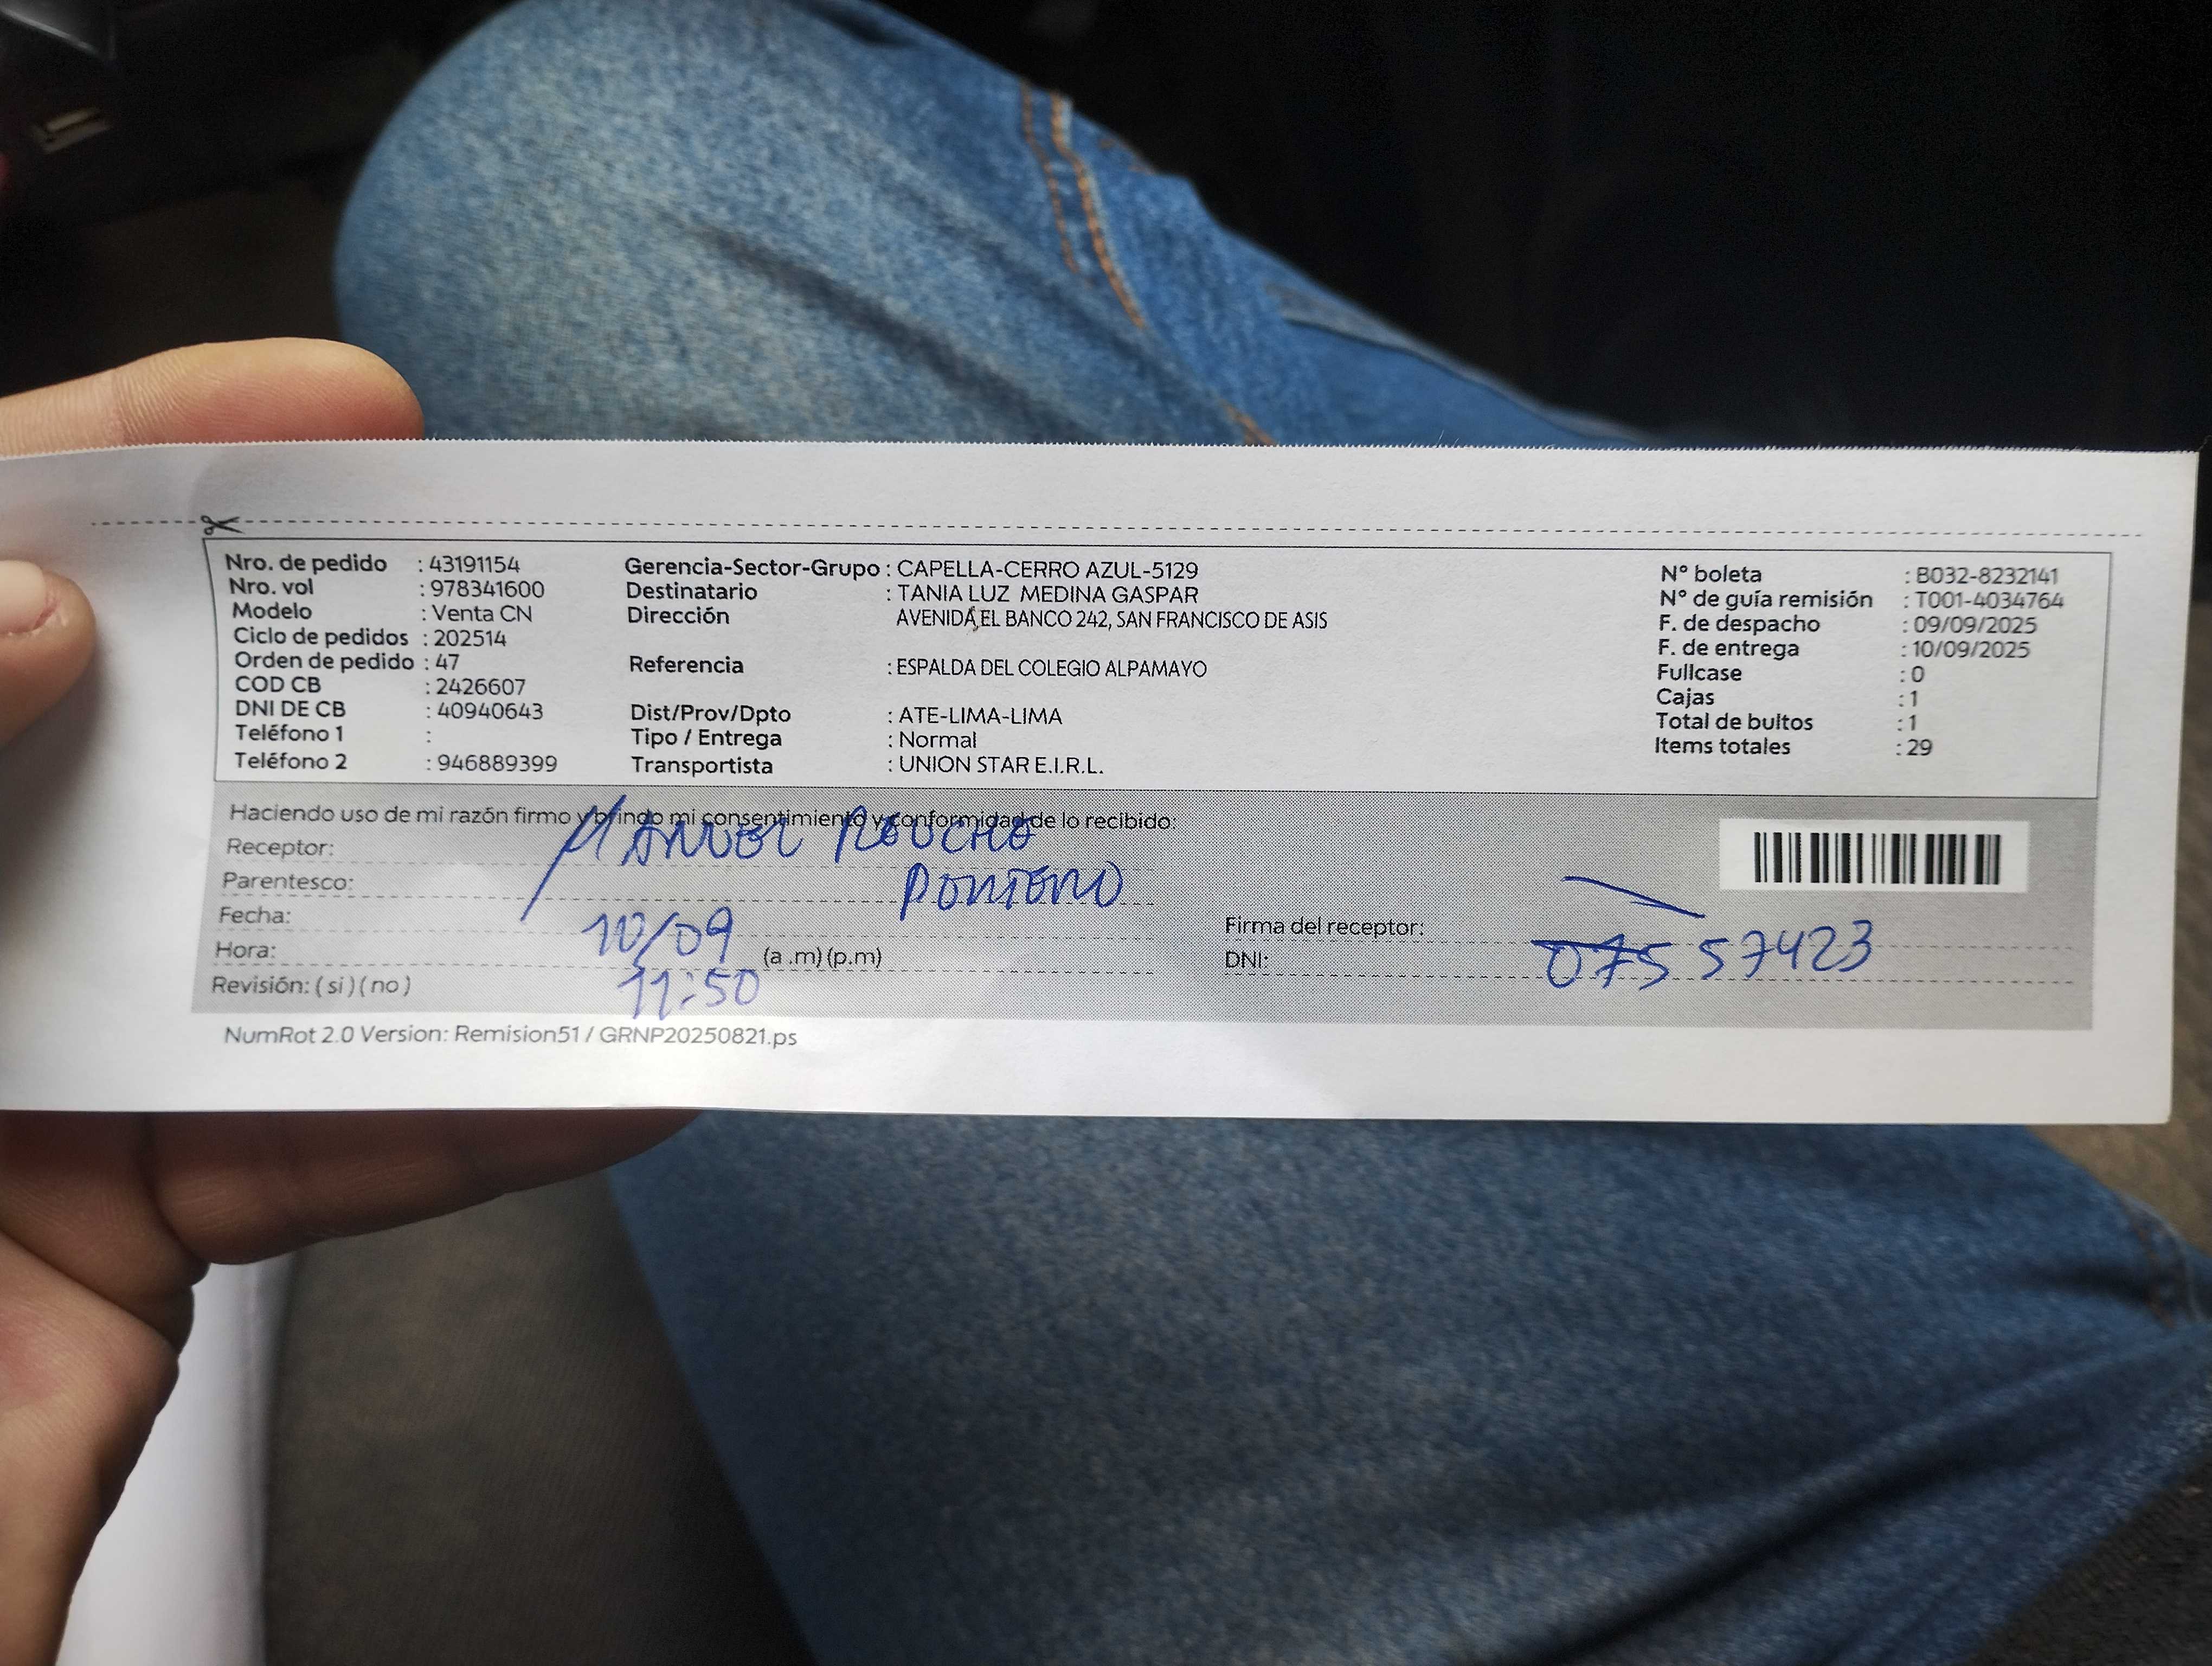 Nro. de pedido : 43191154
Nro. vol : 978341600
Modelo : Venta CN
Ciclo de pedidos : 202514
Orden de pedido : 47
COD CB : 2426607
DNI DE CB : 40940643
Teléfono 1 :
Teléfono 2 : 946889399
Gerencia-Sector-Grupo : CAPELLA-CERRO AZUL-5129
Destinatario : TANIA LUZ MEDINA GASPAR
Dirección AVENIDA EL BANCO 242, SAN FRANCISCO DE ASIS
Referencia : ESPALDA DEL COLEGIO ALPAMAYO
Dist/Prov/Dpto : ATE-LIMA-LIMA
Tipo / Entrega : Normal
Transportista : UNION STAR E.I.R.L.
N° boleta : B032-8232141
N° de guía remisión : T001-4034764
F. de despacho : 09/09/2025
F. de entrega : 10/09/2025
Fullcase : 0
Cajas : 1
Total de bultos : 1
Items totales : 29
Haciendo uso de mi razón firmo y brindo mi consentimiento y conformidad de lo recibido:
Receptor: MANUEL
Parentesco:
Fecha: 10/09
Hora: 11:50 (a .m) (p.m)
Revisión: ( si ) ( no )
Firma del receptor:
DNI: 07557423
NumRot 2.0 Version: Remision51 / GRNP20250821.ps